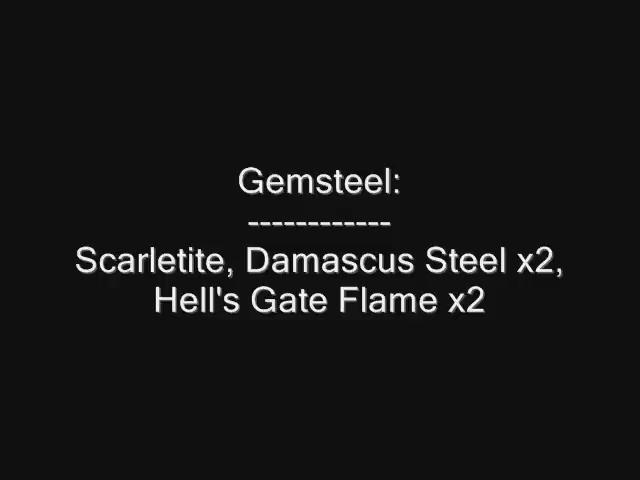 Gemsteel:
------------
Scarletite, Damascus Steel x2,
Hell's Gate Flame x2